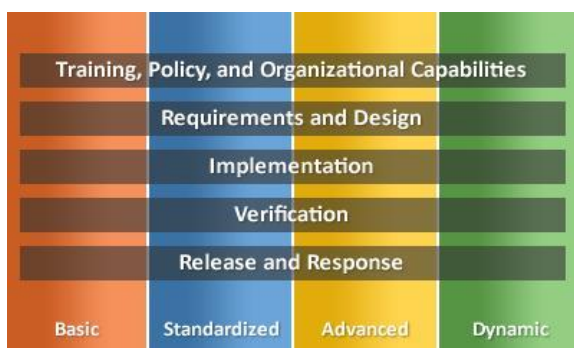 Training, Policy, and Organizational Capabilities
Requirements and Design
Implementation
Verification
Release and Response
Basic
Standardized
Advanced
Dynamic